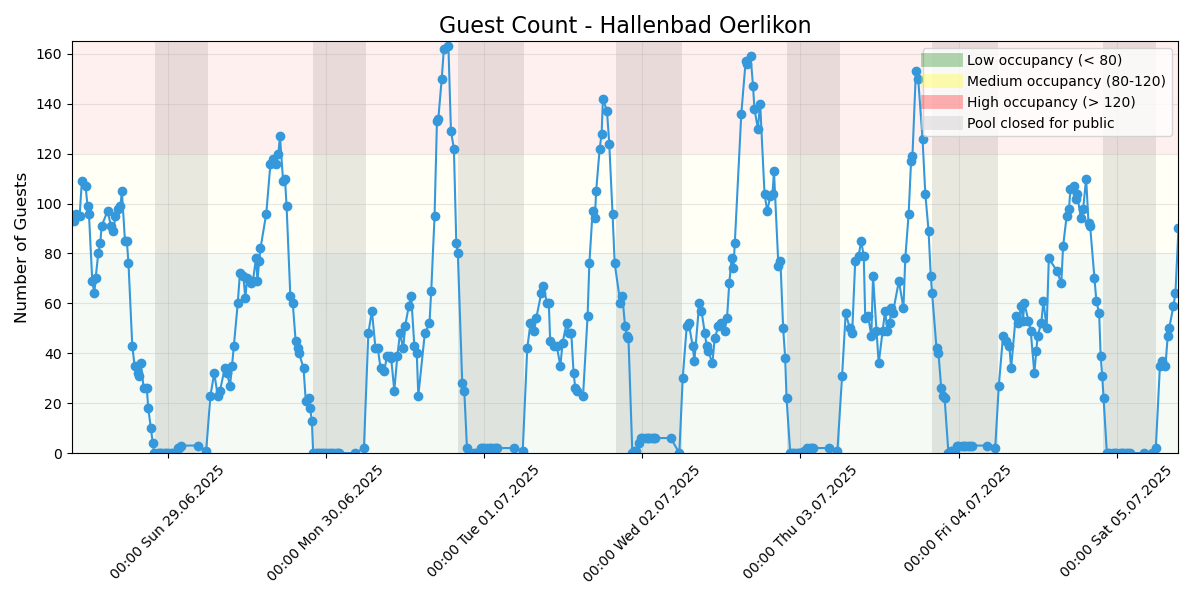 Guest Count - Hallenbad Oerlikon
Number of Guests
160
140
120
100
80
60
40
20
0
Low occupancy (< 80)
Medium occupancy (80-120)
High occupancy (> 120)
Pool closed for public
00:00 Sun 29.06.2025
00:00 Mon 30.06.2025
00:00 Tue 01.07.2025
00:00 Wed 02.07.2025
00:00 Thu 03.07.2025
00:00 Fri 04.07.2025
00:00 Sat 05.07.2025